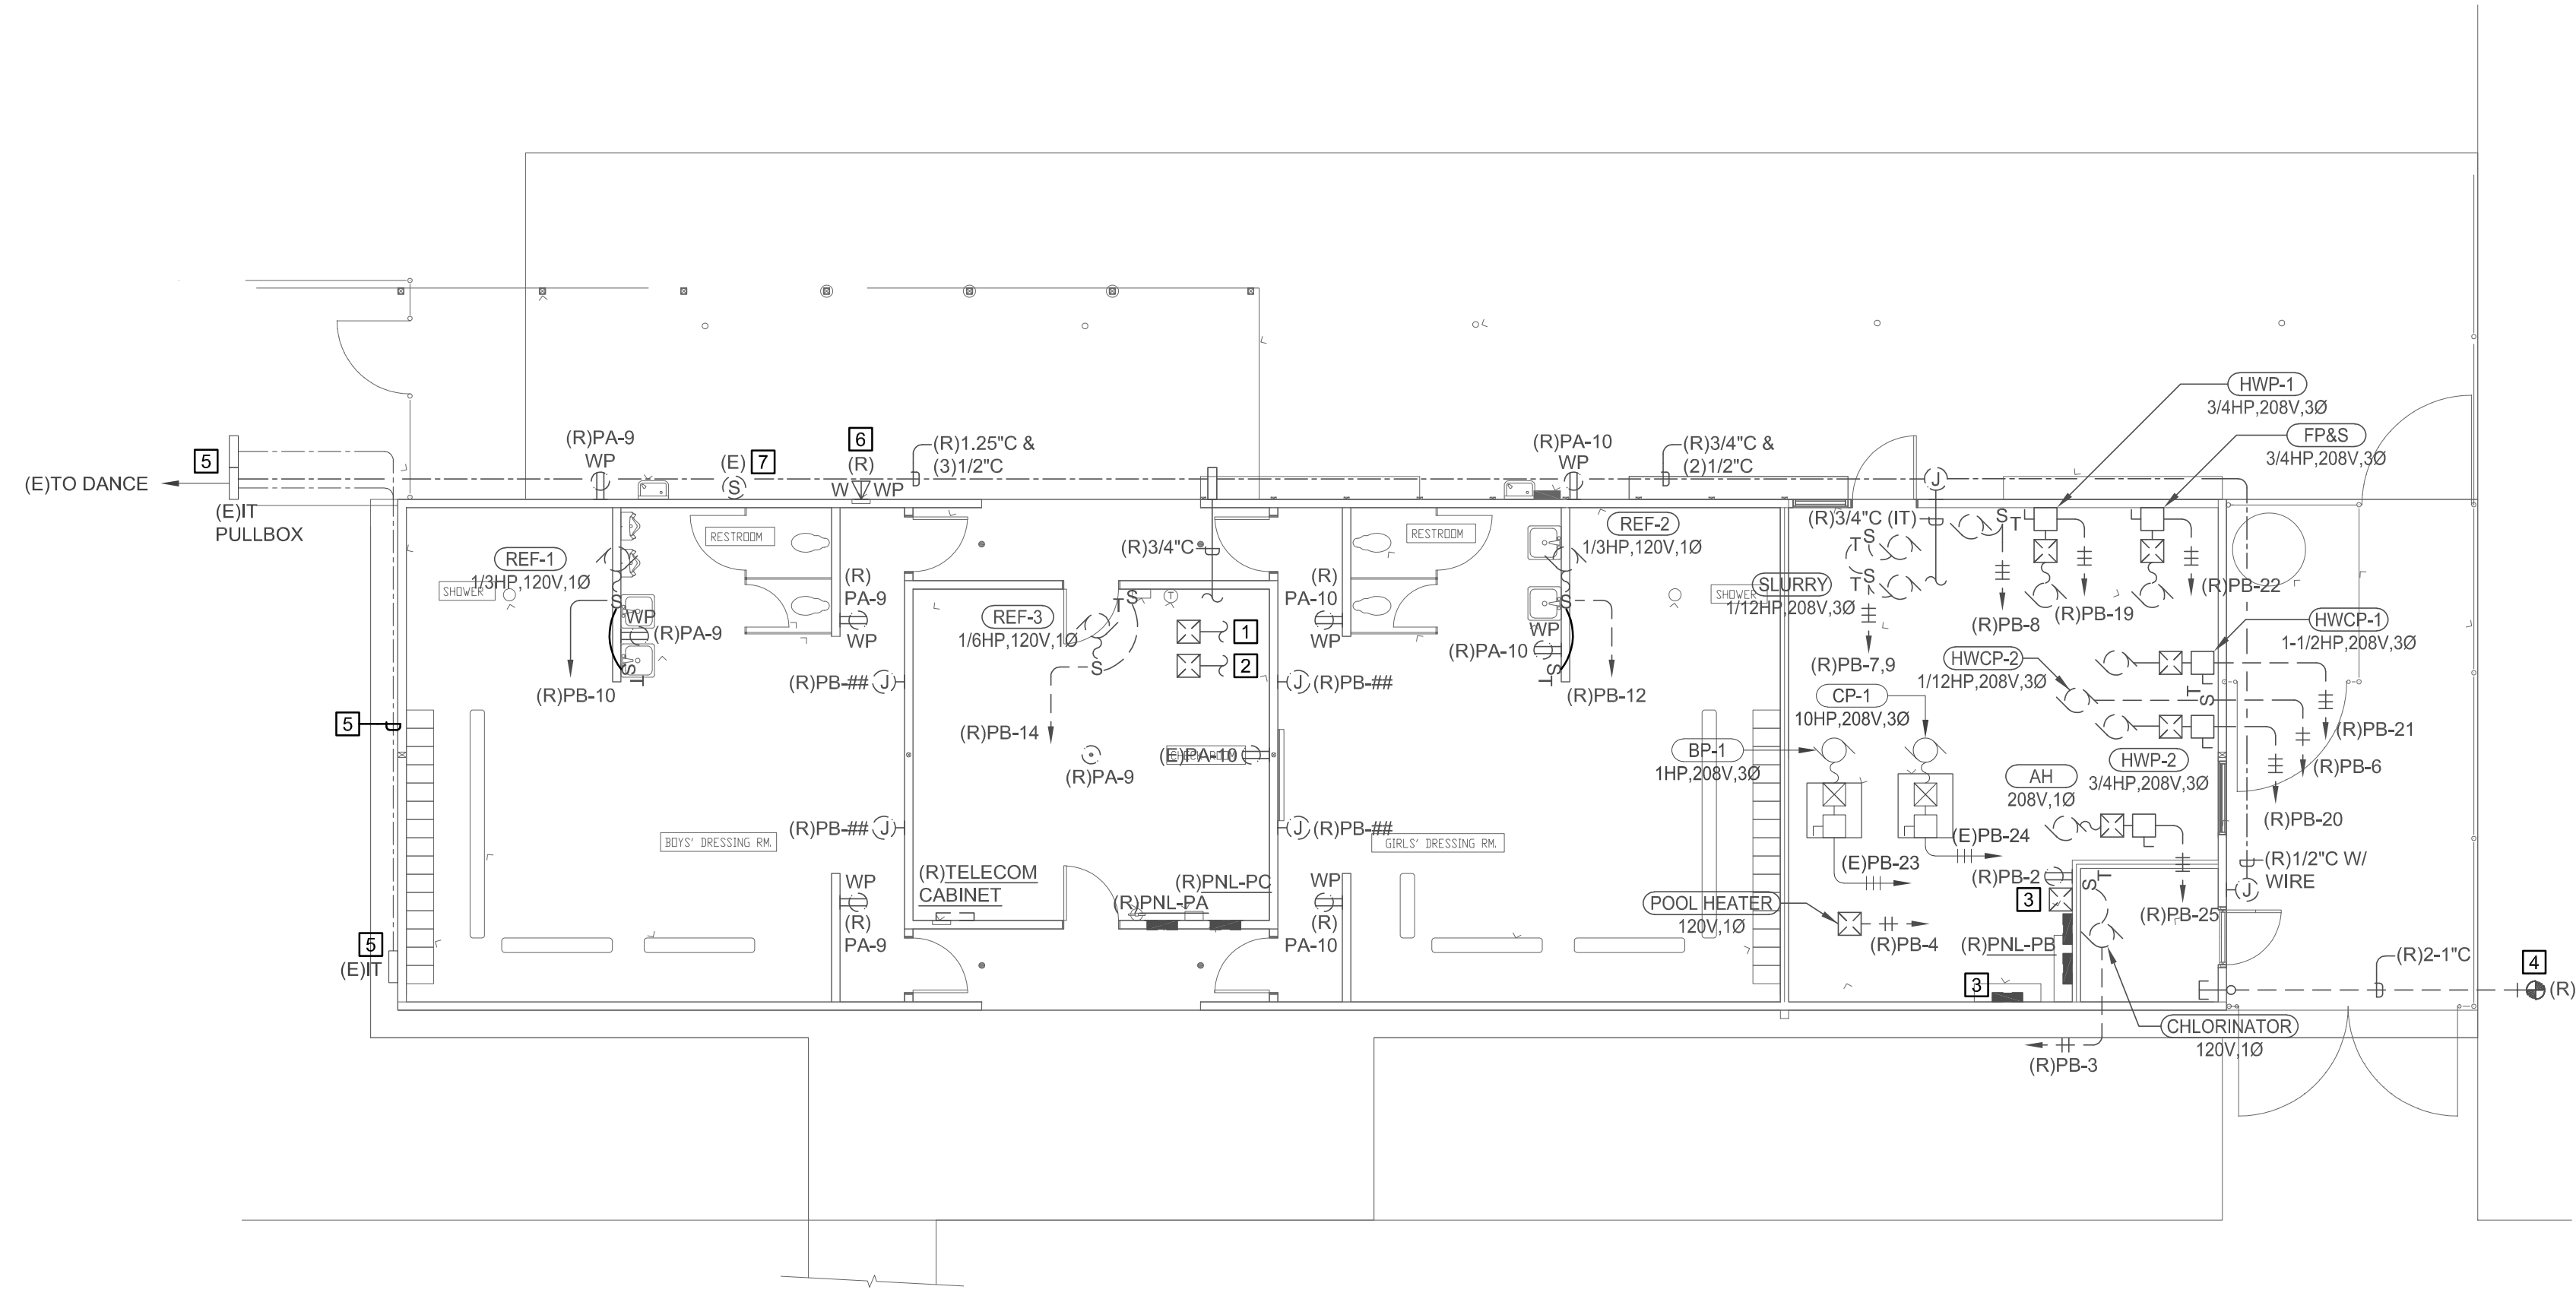 HWP-1
3/4HP,208V,3Ø
FP&S
3/4HP,208V,3Ø
(R)PA-9
WP
(E) 7
S
6
(R)
W WP
(R)1.25"C &
(3)1/2"C
(R)PA-10
WP
(R)3/4"C &
(2)1/2"C
J
5
(E)TO DANCE
(E)IT
PULLBOX
REF-1
1/3HP,120V,1Ø
SHOWER
RESTROOM
(R)3/4"C
RESTROOM
REF-2
1/3HP,120V,1Ø
(R)3/4"C (IT)
S
T
S
T
S
T
SLURRY
1/12HP,208V,3Ø
SHOWER
(R)PB-22
(R)PB-19
(R)PB-8
(R)PB-7,9
S
WP
(R)PA-9
S
T
(R)PB-10
(R)
PA-9
WP
REF-3
1/6HP,120V,1Ø
T
S
T
S
1
2
(R)
PA-10
WP
S
WP
(R)PA-10
S
T
(R)PB-12
(R)PB-## J
J (R)PB-##
(R)PB-14
(R)PA-9
(E)PA-10
CHECK ROOM
HWCP-1
1-1/2HP,208V,3Ø
HWCP-2
1/12HP,208V,3Ø
T
S
CP-1
10HP,208V,3Ø
BP-1
1HP,208V,3Ø
(R)PB-21
(R)PB-6
HWP-2
3/4HP,208V,3Ø
AH
208V,1Ø
(R)PB-20
5
(R)PB-## J
J (R)PB-##
BOYS' DRESSING RM.
GIRLS' DRESSING RM.
(E)PB-24
(E)PB-23
(R)1/2"C W/
WIRE
J
(R)TELECOM
CABINET
(R)PNL-PC
(R)PNL-PA
WP
(R)
PA-9
WP
(R)
PA-10
(R)PB-2
3
S
T
POOL HEATER
120V,1Ø
(R)PB-4
(R)PB-25
(R)PNL-PB
5
(E)IT
3
(R)2-1"C
4
(R)
CHLORINATOR
120V,1Ø
(R)PB-3